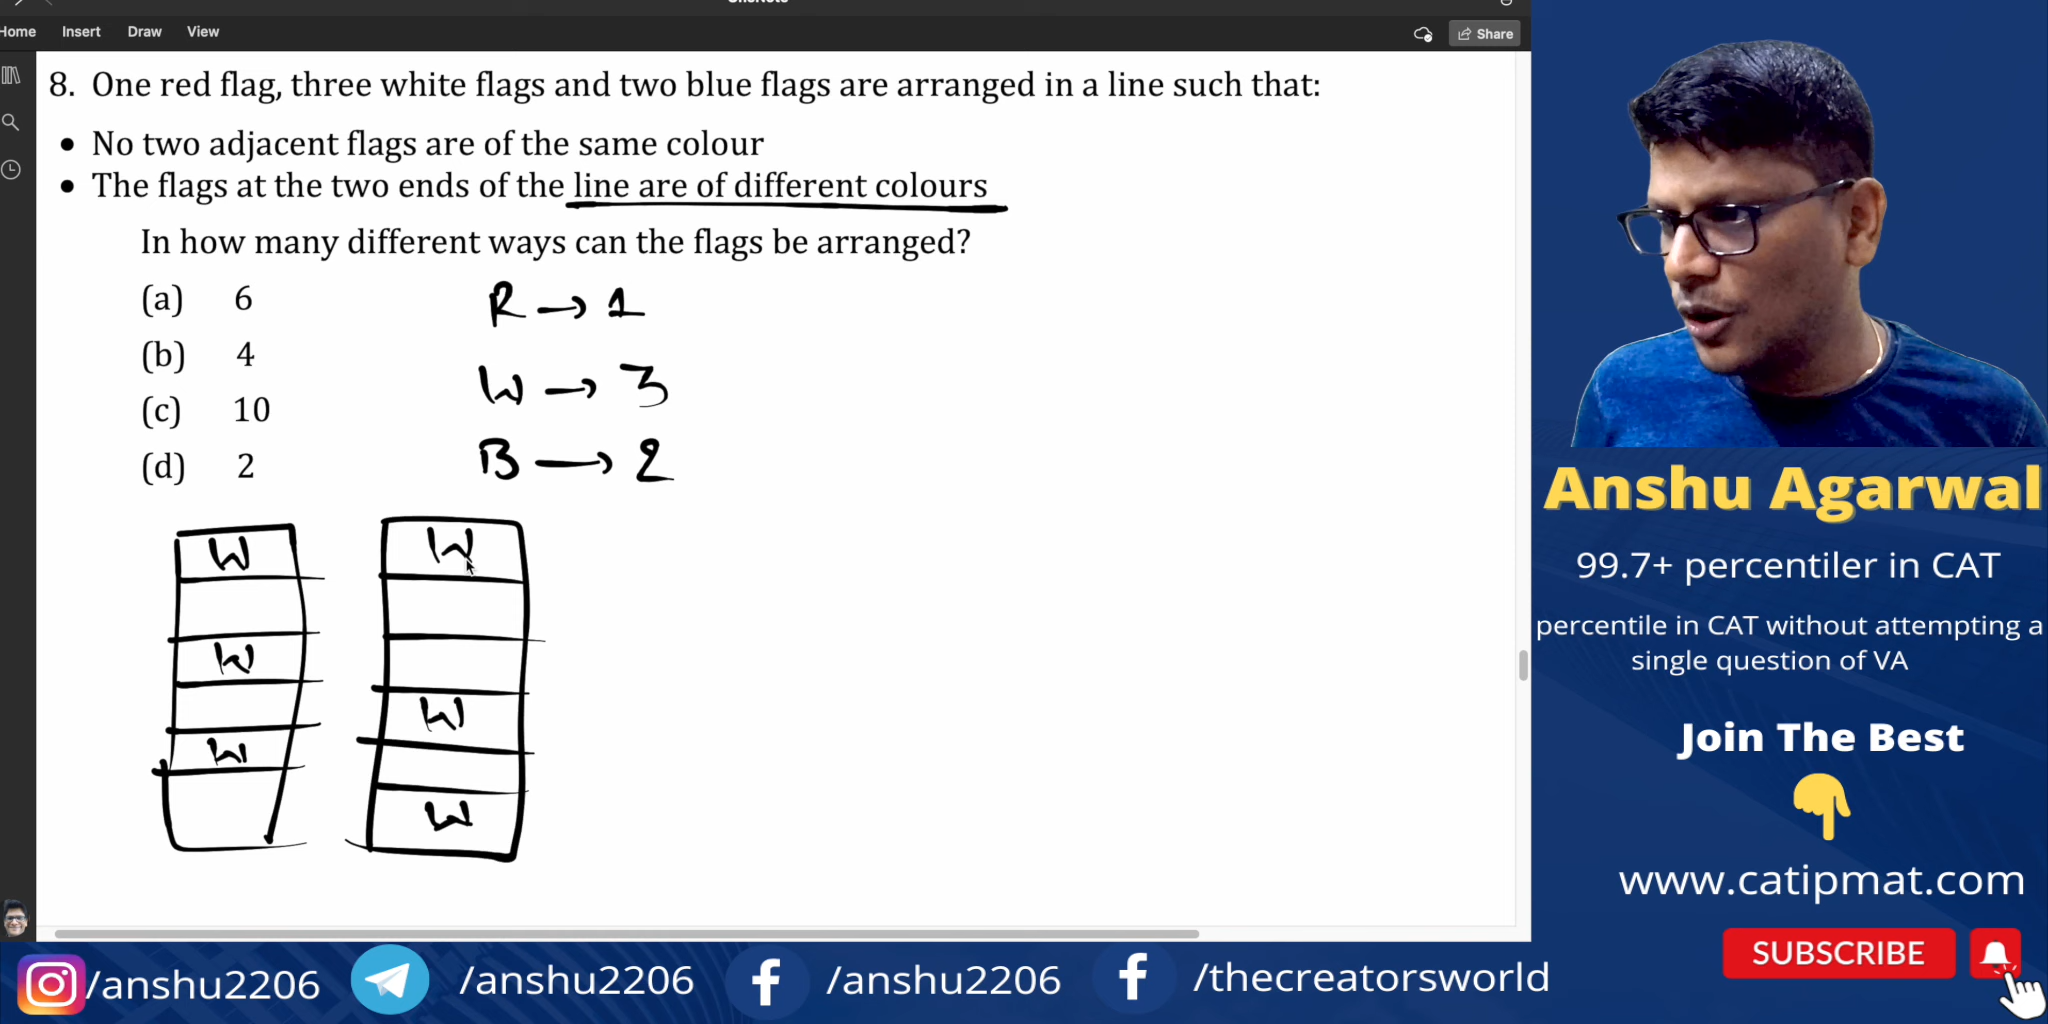 Home Insert Draw View
Share
8. One red flag, three white flags and two blue flags are arranged in a line such that:
• No two adjacent flags are of the same colour
• The flags at the two ends of the line are of different colours
In how many different ways can the flags be arranged?
(a) 6
(b) 4
(c) 10
(d) 2
R → 1
W → 3
B → 2
W
W
W
W
W
W
Anshu Agarwal
99.7+ percentiler in CAT
percentile in CAT without attempting a
single question of VA
Join The Best
www.catipmat.com
SUBSCRIBE
/anshu2206 /anshu2206 /anshu2206 /thecreatorsworld